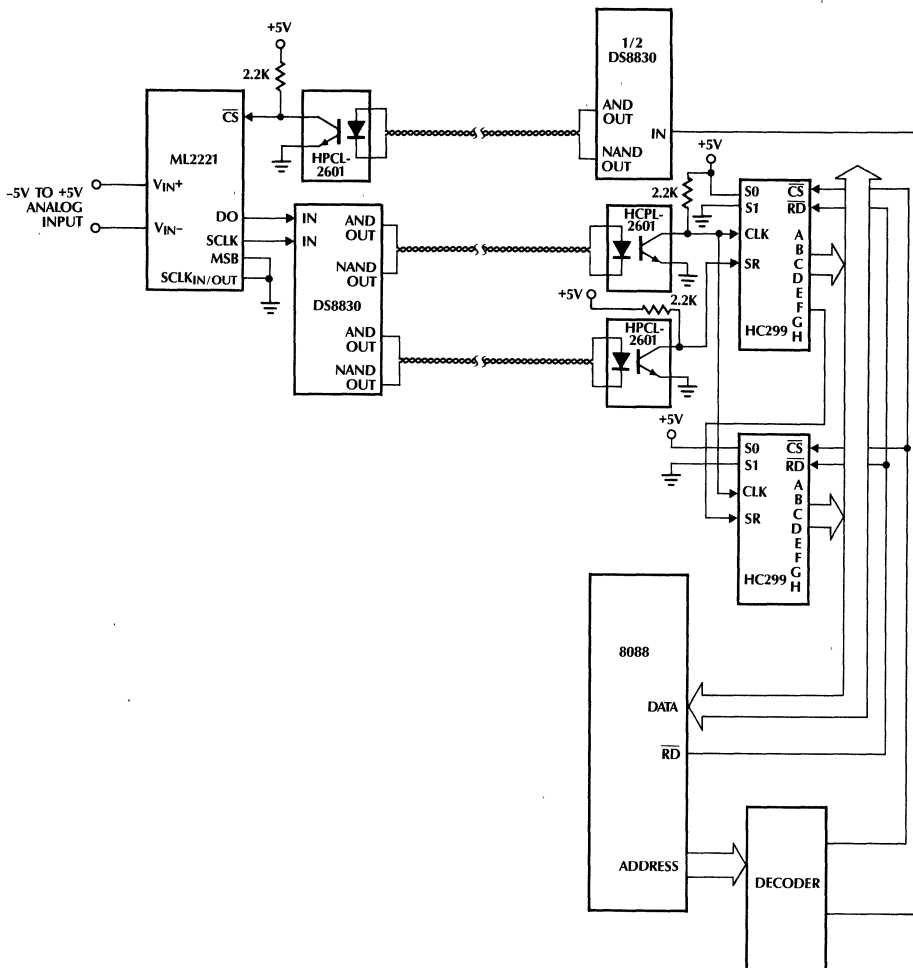 +5V
2.2K
CS
ML2221
VIN+
VIN–
–5V TO +5V
ANALOG
INPUT
DO
SCLK
MSB
SCLKIN/OUT
HPCL-
2601
1/2
DS8830
AND
OUT
IN
NAND
OUT
IN
IN
AND
OUT
NAND
OUT
DS8830
AND
OUT
NAND
OUT
HCPL-
2601
+5V
2.2K
HPCL-
2601
+5V
2.2K
S0
S1
CLK
SR
CS
RD
A
B
C
D
E
F
G
H
HC299
+5V
S0
S1
CLK
SR
CS
RD
A
B
C
D
E
F
G
H
HC299
8088
DATA
RD
ADDRESS
DECODER